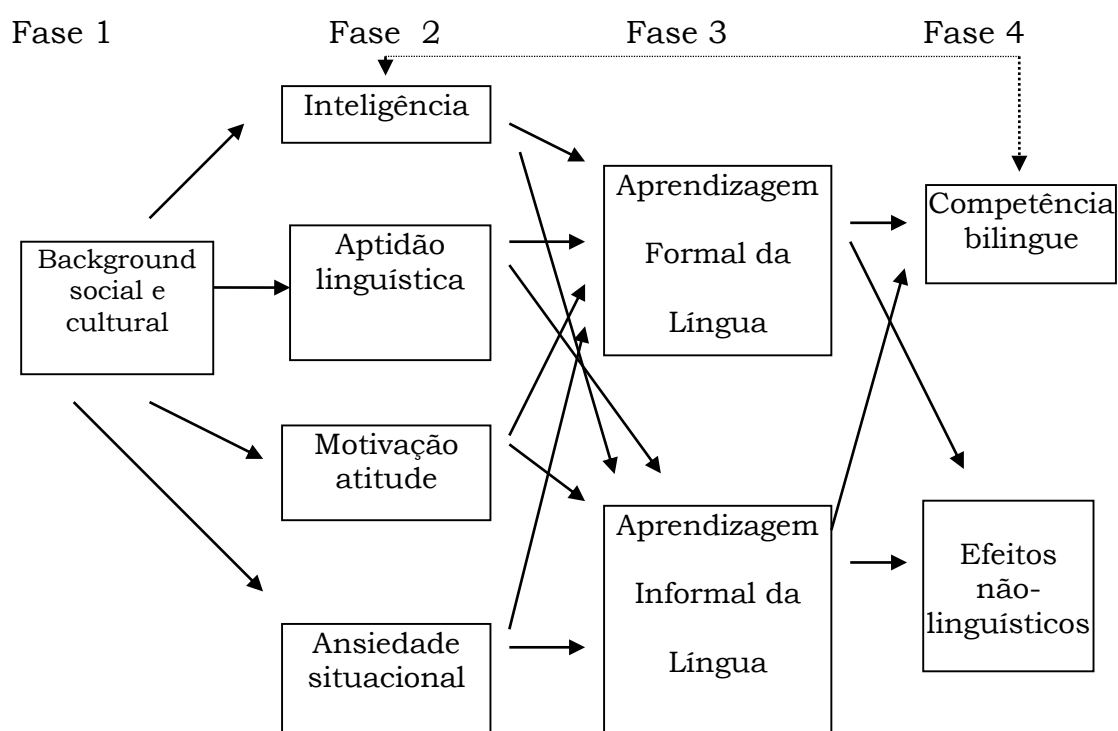 Fase 1
Fase 2
Fase 3
Fase 4
Background
social e
cultural
Inteligência
Aptidão
linguística
Motivação
atitude
Ansiedade
situacional
Aprendizagem
Formal da
Língua
Aprendizagem
Informal da
Língua
Competência
bilingue
Efeitos
não-
linguísticos